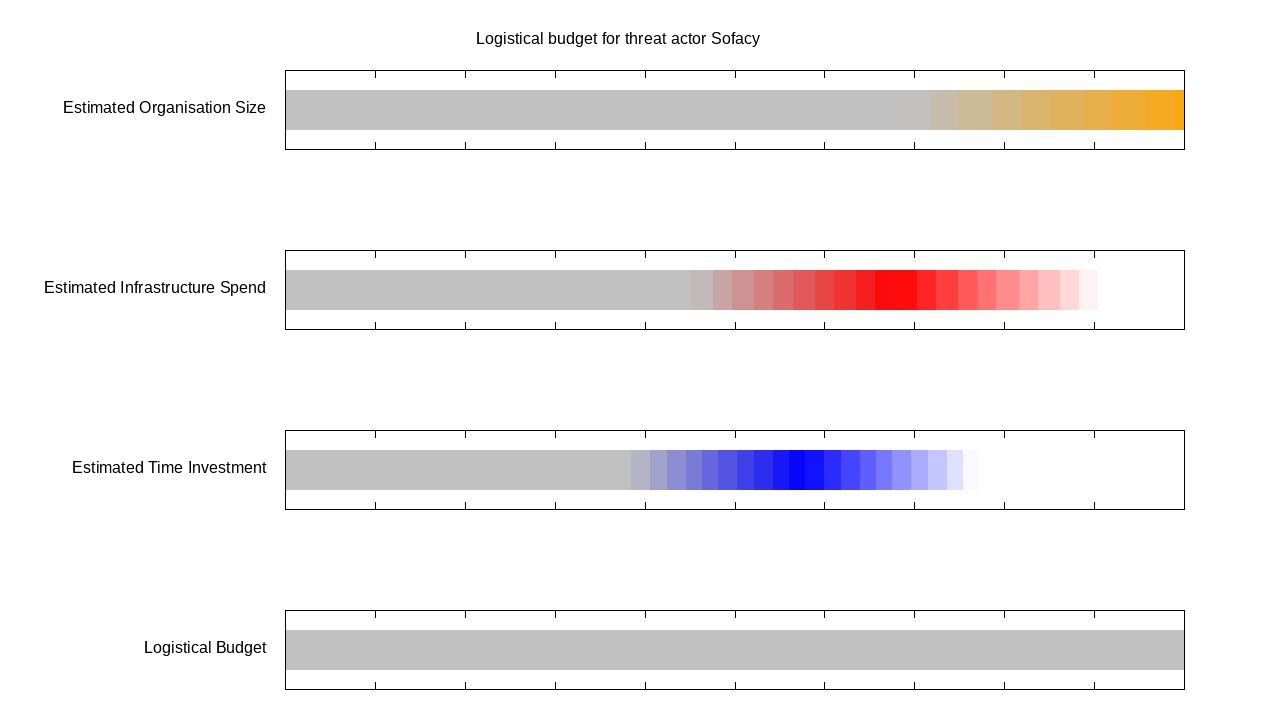 Logistical budget for threat actor Sofacy
Estimated Organisation Size
Estimated Infrastructure Spend
Estimated Time Investment
Logistical Budget